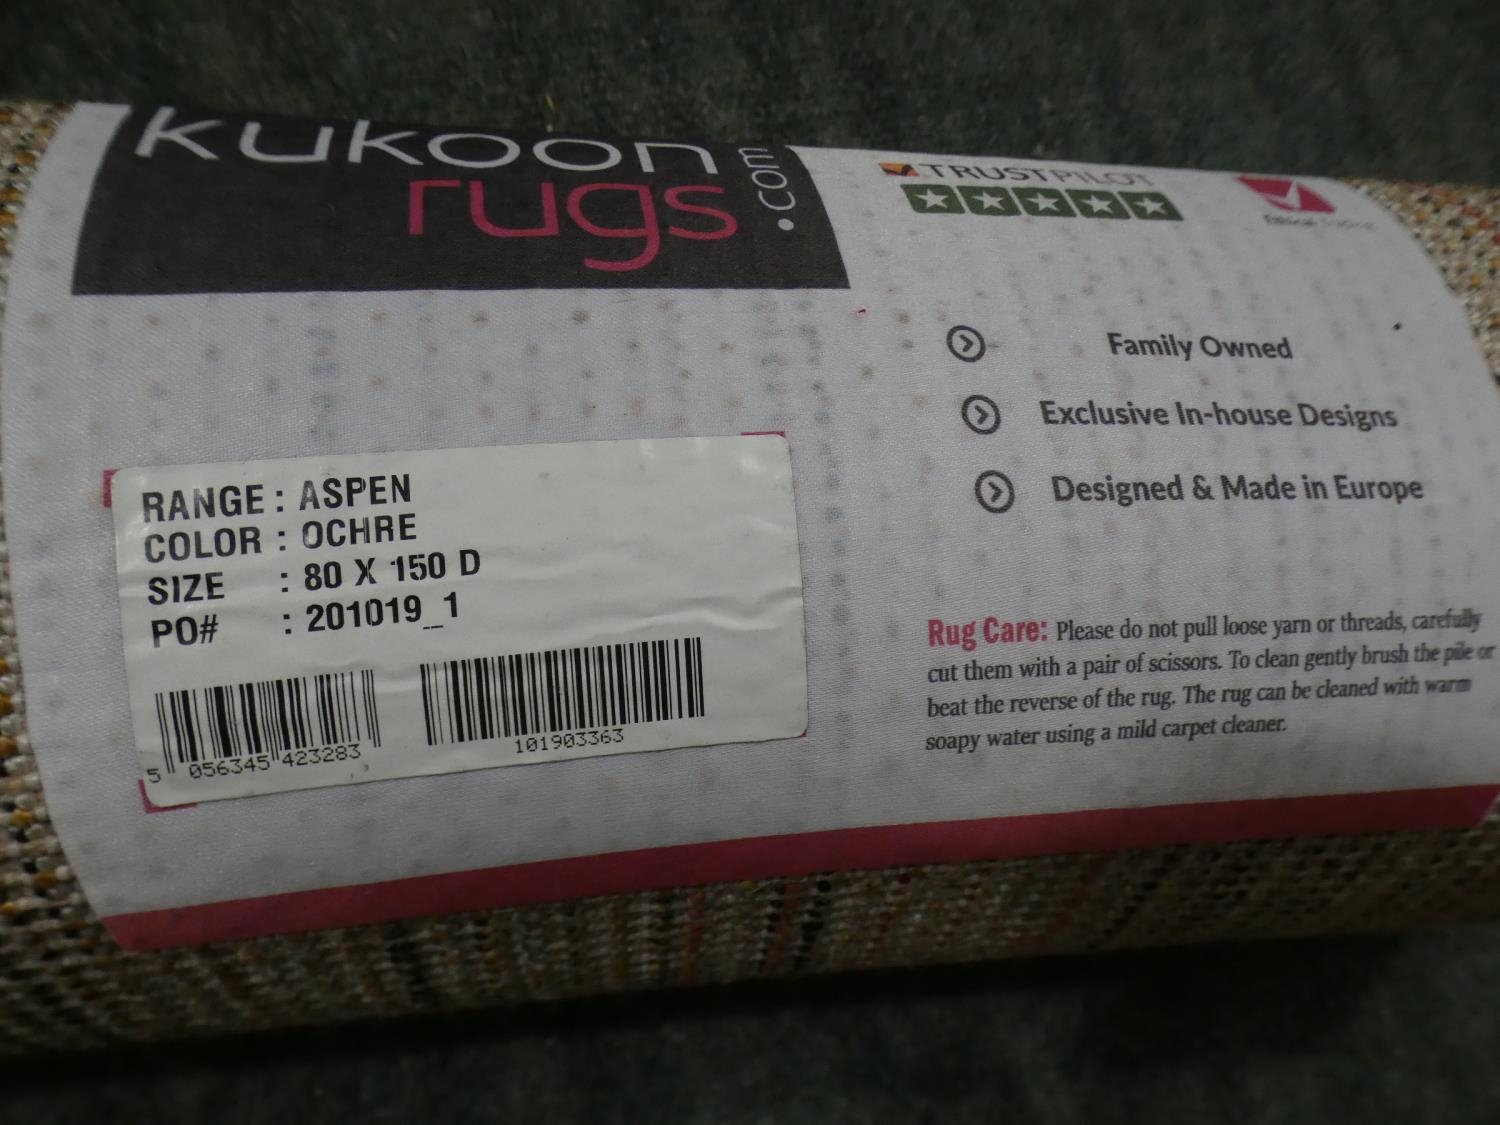 kukoon
rugs .com
TRUSTPILOT
Ethical
Family Owned
Exclusive In-house Designs
Designed & Made in Europe
RANGE : ASPEN
COLOR : OCHRE
SIZE : 80 X 150 D
PO# : 201019_1
5 056345 423283
101903363
Rug Care: Please do not pull loose yarn or threads, carefully
cut them with a pair of scissors. To clean gently brush the pile or
beat the reverse of the rug. The rug can be cleaned with warm
soapy water using a mild carpet cleaner.